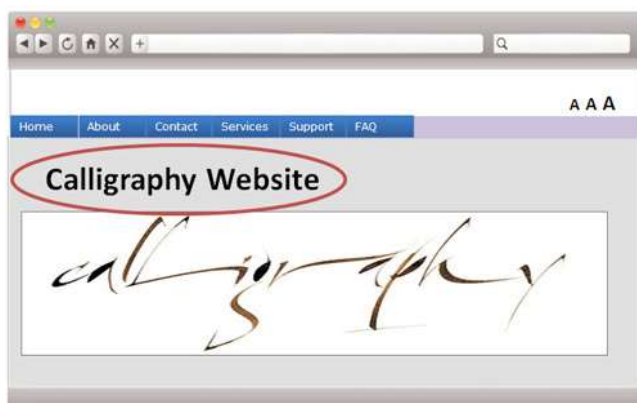 A A A
Home About Contact Services Support FAQ
Calligraphy Website
calligraphy